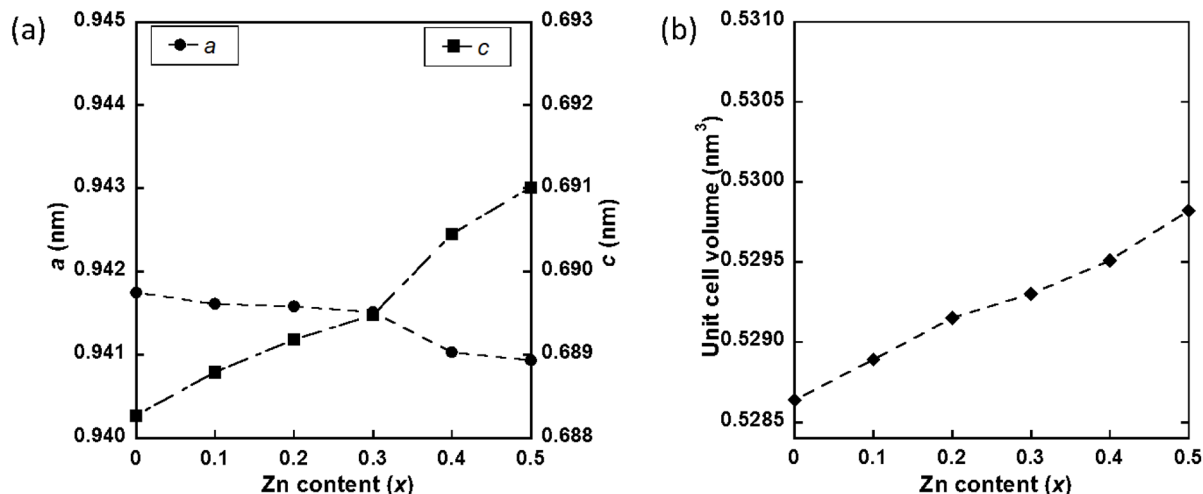 (a)
0.945
0.944
0.943
0.942
0.941
0.940
a (nm)
a
c
0.693
0.692
0.691
0.690
0.689
0.688
c (nm)
0 0.1 0.2 0.3 0.4 0.5
Zn content (x)
(b)
0.5310
0.5305
0.5300
0.5295
0.5290
0.5285
Unit cell volume (nm³)
0 0.1 0.2 0.3 0.4 0.5
Zn content (x)